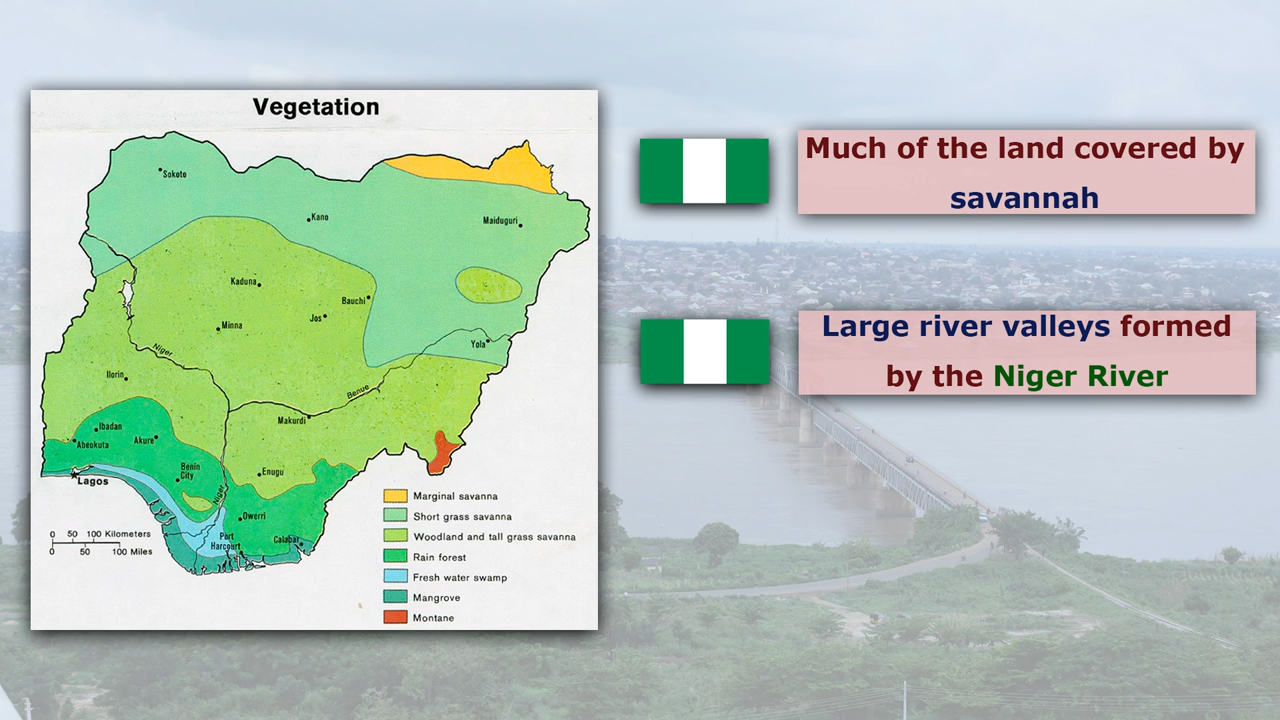 Vegetation
Sokoto
Kano
Maiduguri
Kaduna
Bauchi
Jos
Minna
Yola
Niger
Ilorin
Benue
Makurdi
Ibadan
Akure
Abeokuta
Benin
City
Enugu
Lagos
Niger
Owerri
Port
Harcourt
Calabar
0 50 100 Kilometers
0 50 100 Miles
Marginal savanna
Short grass savanna
Woodland and tall grass savanna
Rain forest
Fresh water swamp
Mangrove
Montane
Much of the land covered by
savannah
Large river valleys formed
by the Niger River